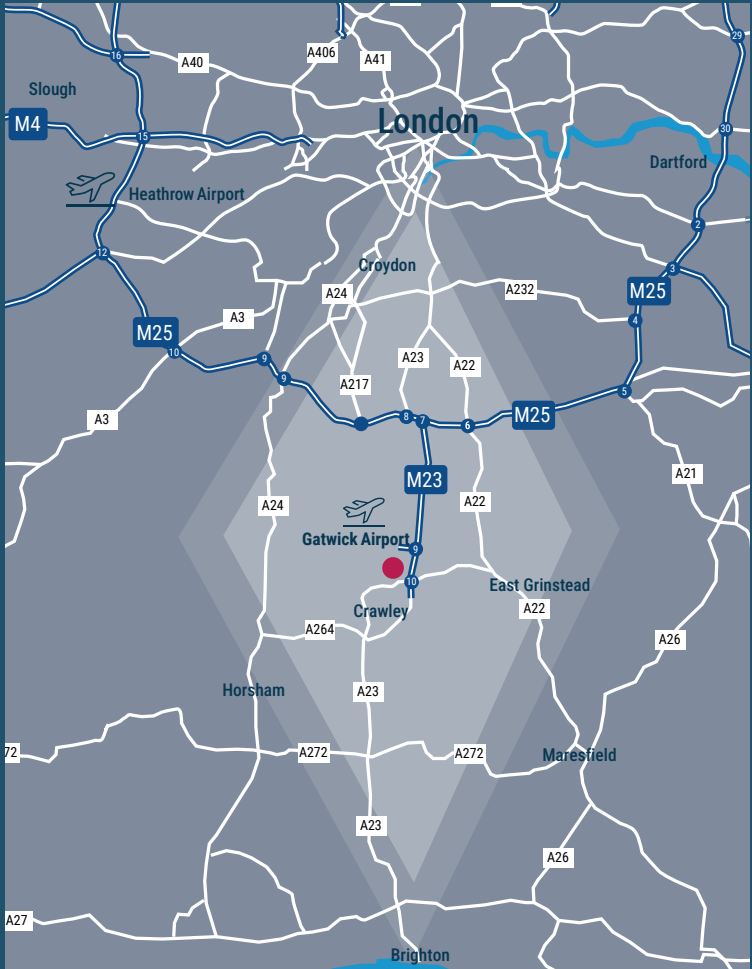 29
16
A40
A406
A41
Slough
M4
London
15
30
Dartford
Heathrow Airport
2
12
Croydon
3
A24
A232
M25
A3
M25
4
10
9
A23
A22
9
A217
5
A3
M25
8
7
6
A21
M23
A24
A22
Gatwick Airport
9
10
East Grinstead
Crawley
A22
A264
A26
Horsham
A23
72
A272
A272
Maresfield
A23
A26
A27
Brighton